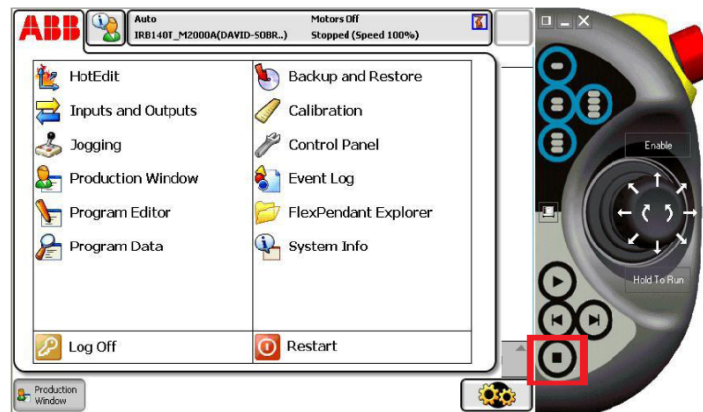 ABB
Auto
Motors Off
IRB140T_M2000A(DAVID-SOBR..)
Stopped (Speed 100%)
HotEdit
Backup and Restore
Inputs and Outputs
Calibration
Jogging
Control Panel
Production Window
Event Log
Program Editor
FlexPendant Explorer
Program Data
System Info
Log Off
Restart
Production
Window
Enable
Hold To Run